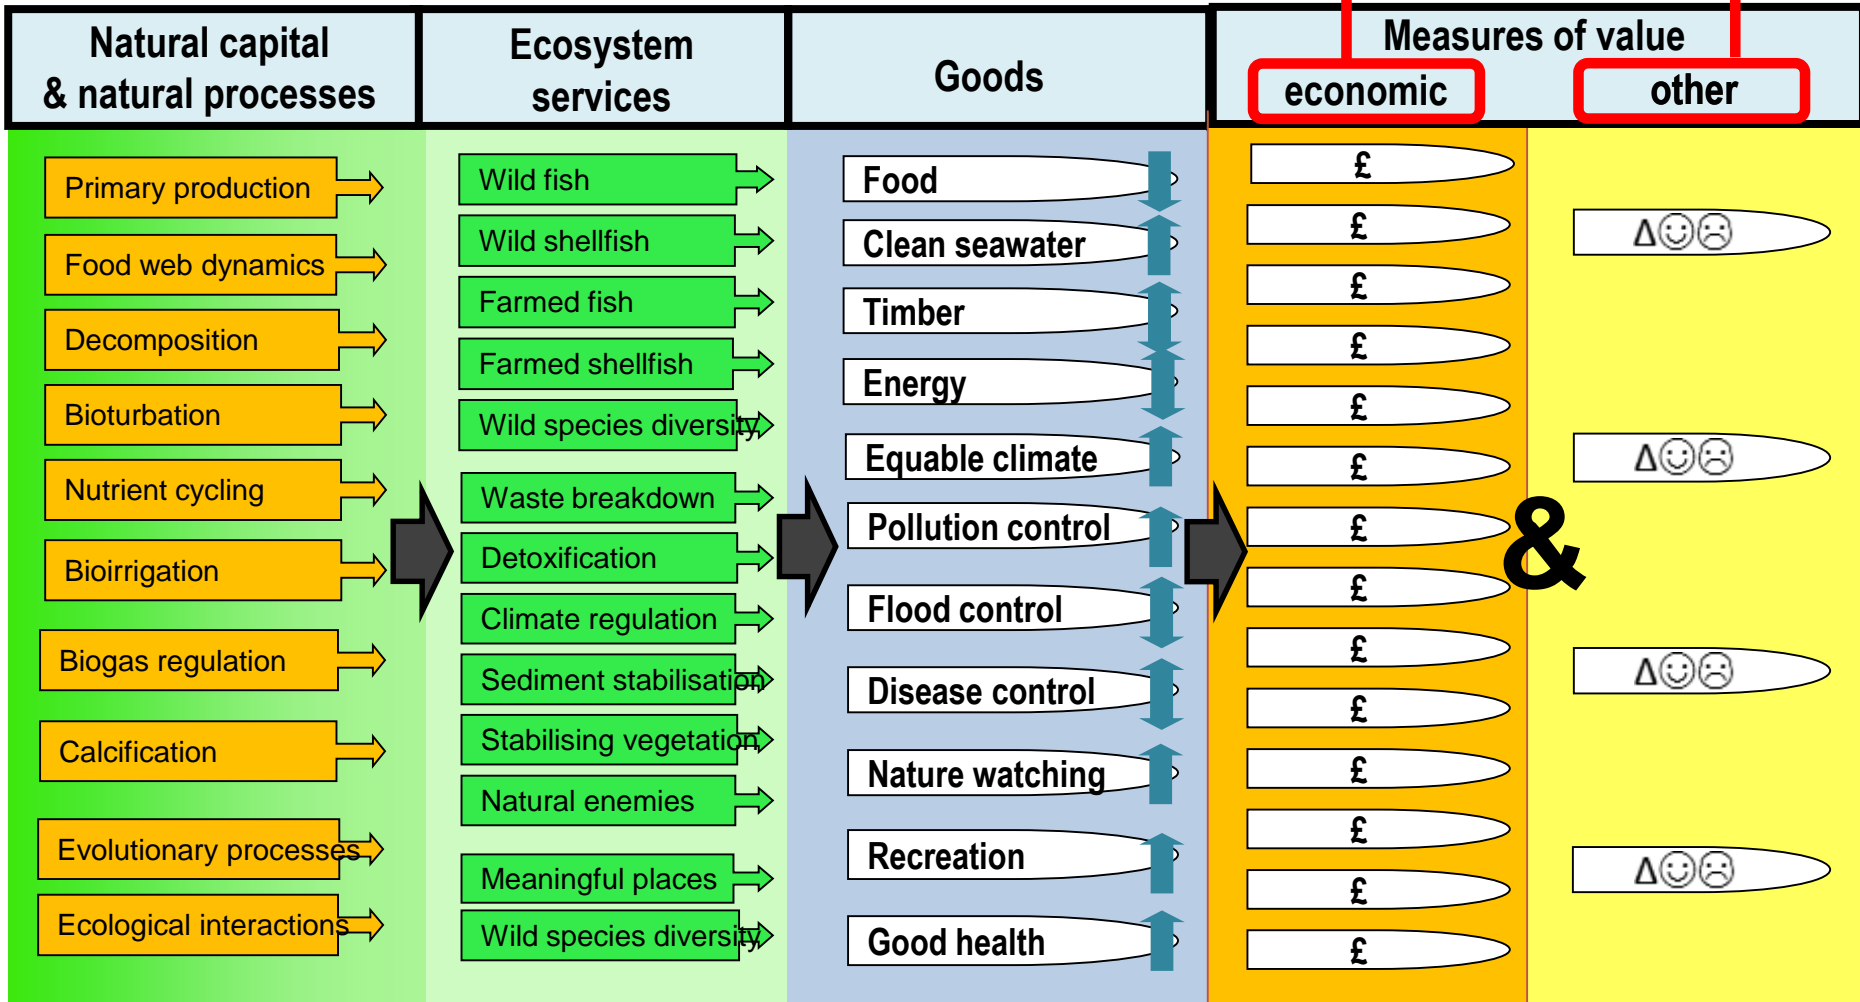 Natural capital
& natural processes
Ecosystem
services
Goods
Measures of value
economic
other
Primary production
Food web dynamics
Decomposition
Bioturbation
Nutrient cycling
Bioirrigation
Biogas regulation
Calcification
Evolutionary processes
Ecological interactions
Wild fish
Wild shellfish
Farmed fish
Farmed shellfish
Wild species diversity
Waste breakdown
Detoxification
Climate regulation
Sediment stabilisation
Stabilising vegetation
Natural enemies
Meaningful places
Wild species diversity
Food
Clean seawater
Timber
Energy
Equable climate
Pollution control
Flood control
Disease control
Nature watching
Recreation
Good health
£
£
£
£
£
£
£
£
£
£
£
£
£
£
&
Δ☺☹
Δ☺☹
Δ☺☹
Δ☺☹